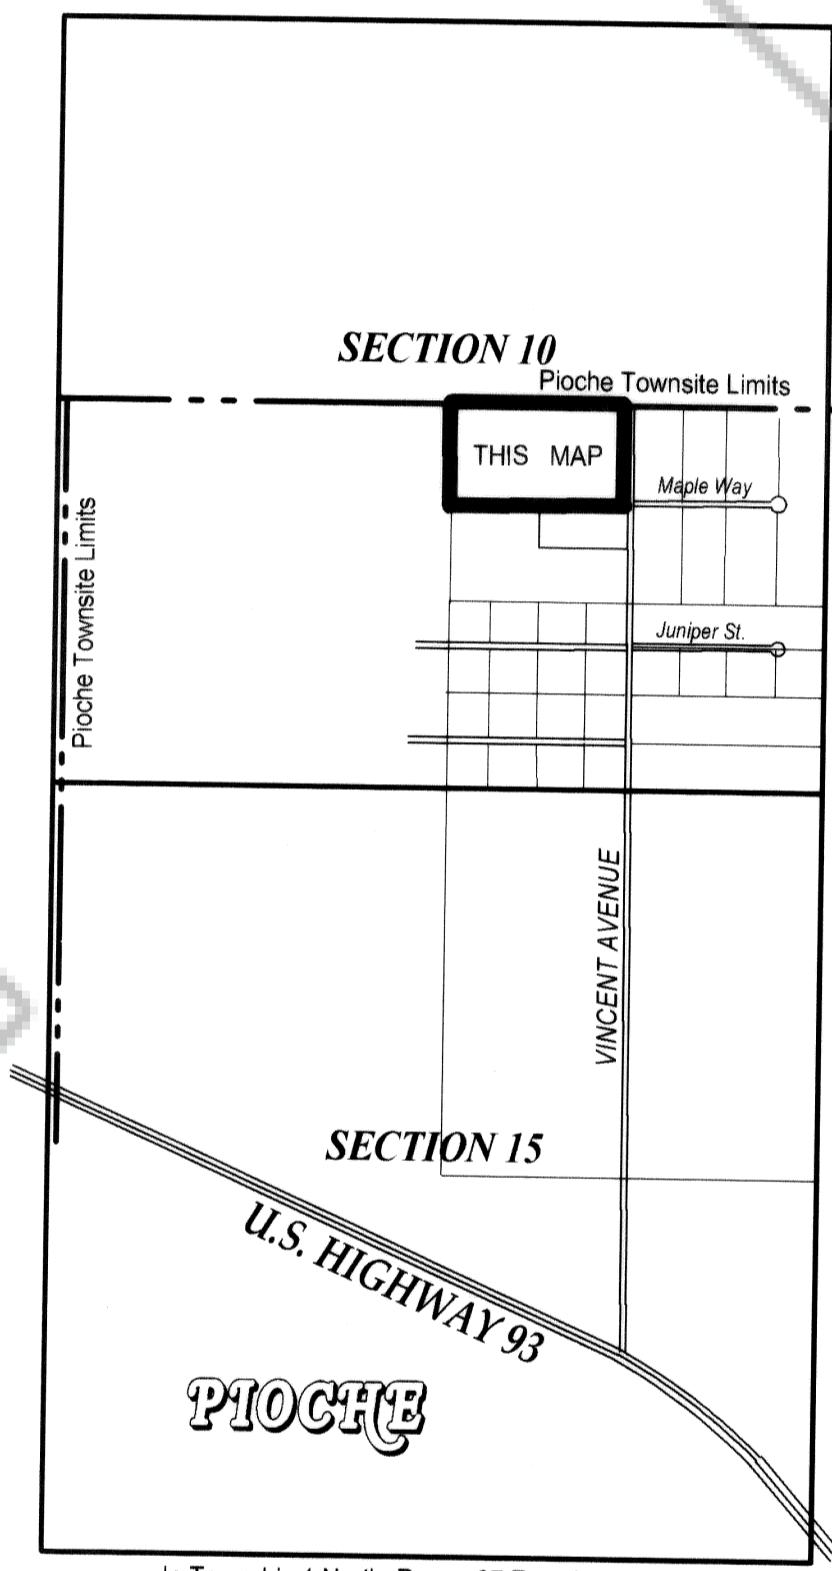 SECTION 10
Pioche Townsite Limits
THIS MAP
Maple Way
Pioche Townsite Limits
Juniper St.
VINCENT AVENUE
SECTION 15
U.S. HIGHWAY 93
PIOCHE